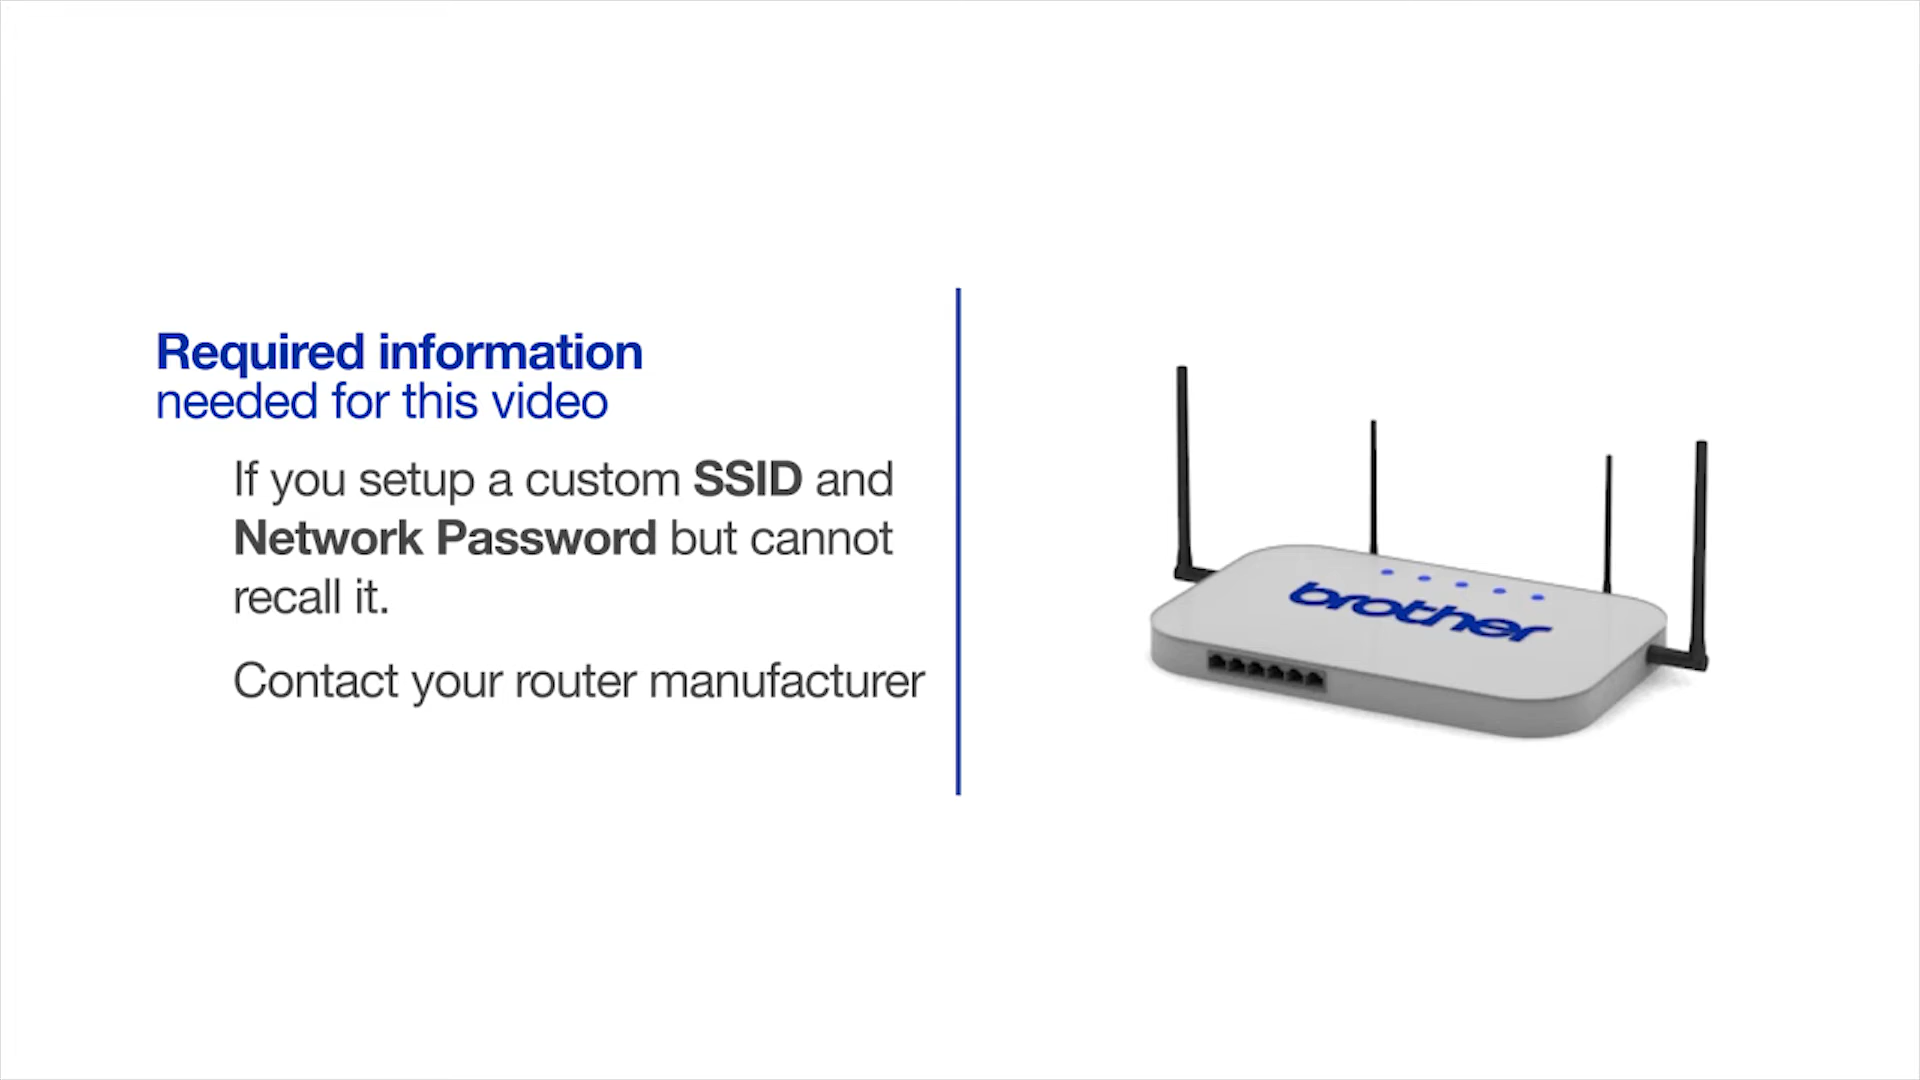 Required information
needed for this video
If you setup a custom SSID and
Network Password but cannot
recall it.
Contact your router manufacturer
brother